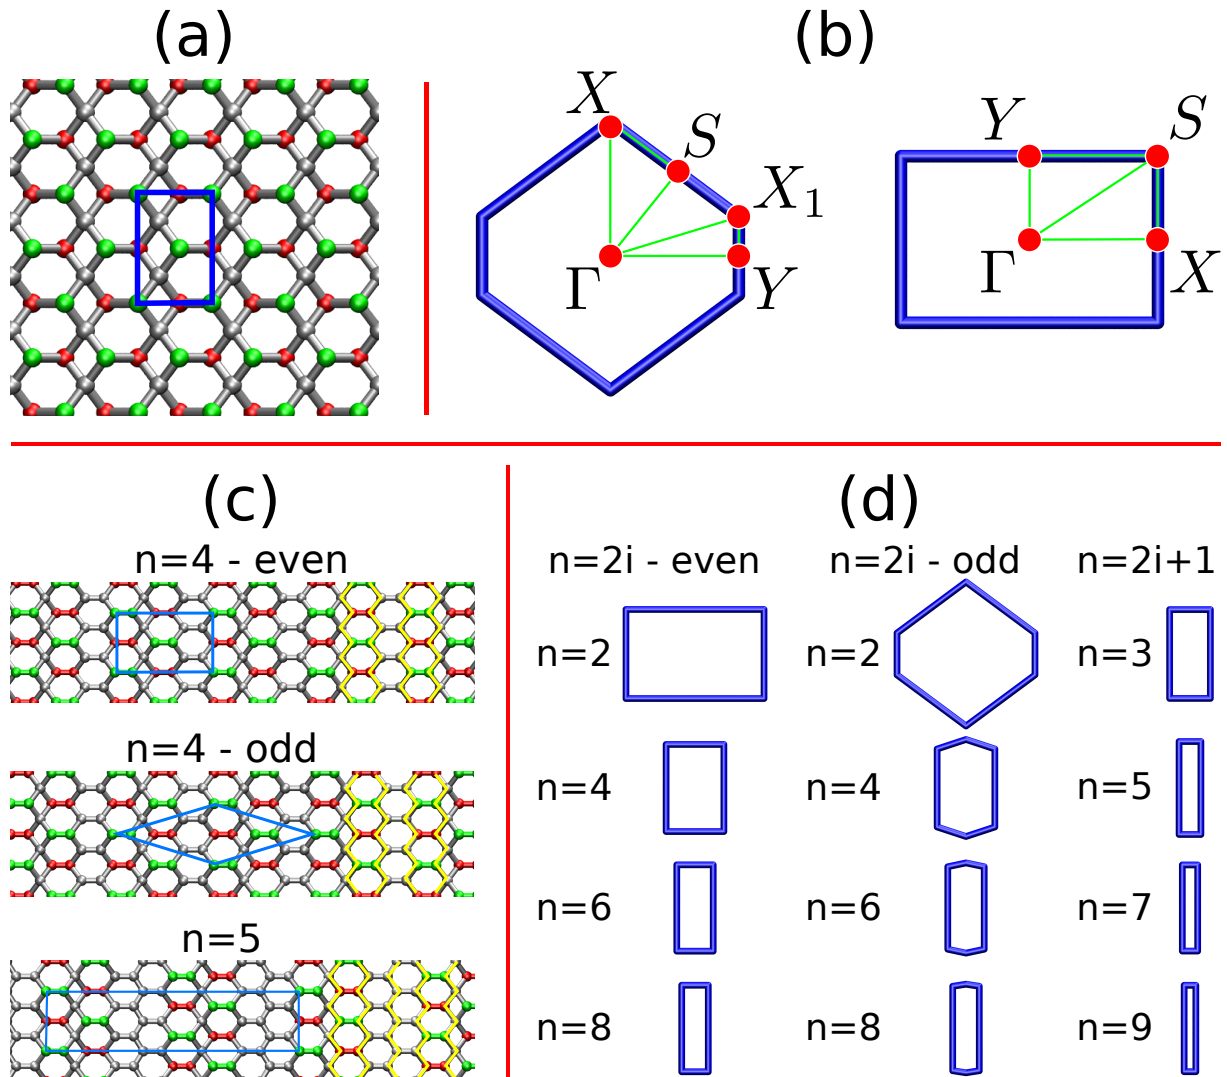 (a)
(b)
X
S
X1
Γ
Y
Y
S
Γ
X
(c)
n=4 - even
n=4 - odd
n=5
(d)
n=2i - even
n=2i - odd
n=2i+1
n=2
n=2
n=3
n=4
n=4
n=5
n=6
n=6
n=7
n=8
n=8
n=9